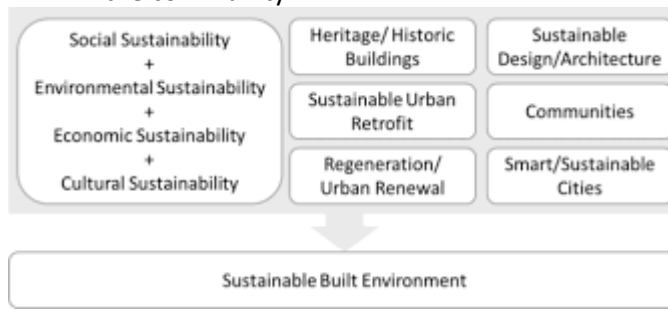 Social Sustainability
+
Environmental Sustainability
+
Economic Sustainability
+
Cultural Sustainability
Heritage/ Historic
Buildings
Sustainable
Design/Architecture
Sustainable Urban
Retrofit
Communities
Regeneration/
Urban Renewal
Smart/Sustainable
Cities
Sustainable Built Environment